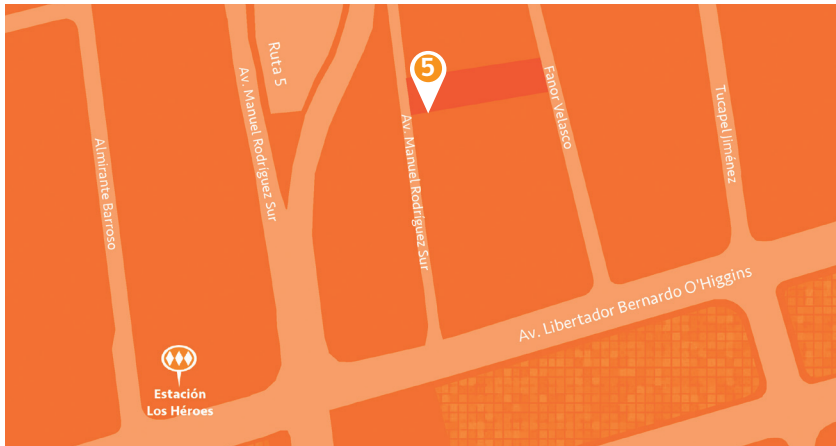 Almirante Barroso
Av. Manuel Rodriguez Sur
Ruta 5
5
Av. Manuel Rodríguez Sur
Fanor Velasco
Tucapel Jiménez
Av. Libertador Bernardo O'Higgins
Estación
Los Héroes